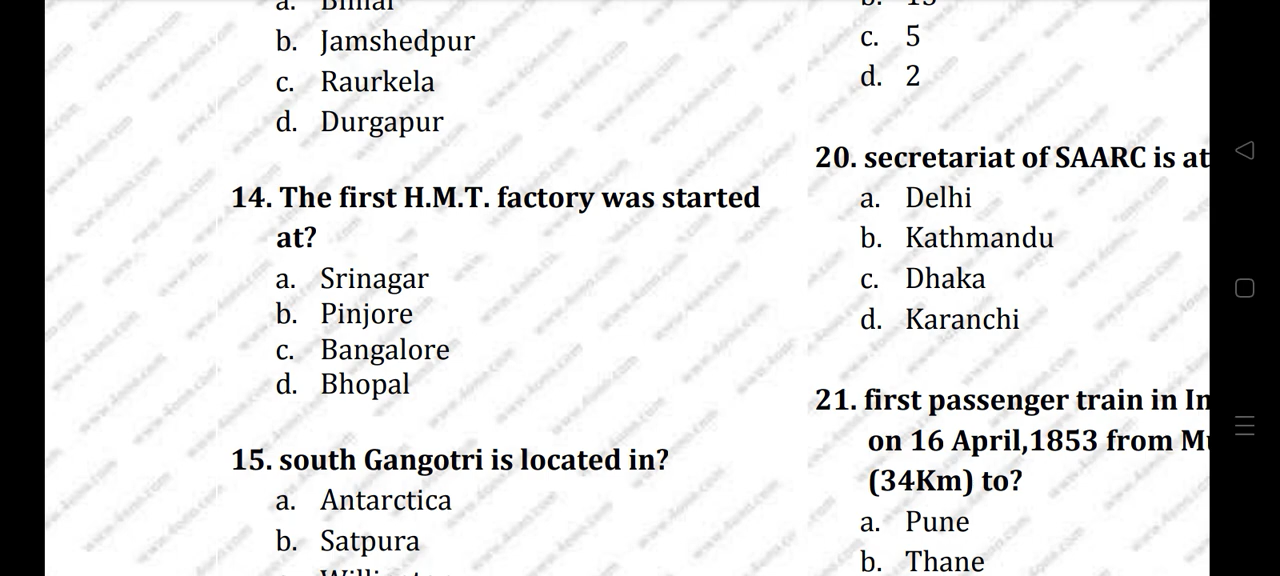 a. Bihar
b. Jamshedpur
c. Raurkela
d. Durgapur
14. The first H.M.T. factory was started
at?
a. Srinagar
b. Pinjore
c. Bangalore
d. Bhopal
15. south Gangotri is located in?
a. Antarctica
b. Satpura
b. 15
c. 5
d. 2
20. secretariat of SAARC is at
a. Delhi
b. Kathmandu
c. Dhaka
d. Karanchi
21. first passenger train in
on 16 April,1853 from
(34Km) to?
a. Pune
b. Thane